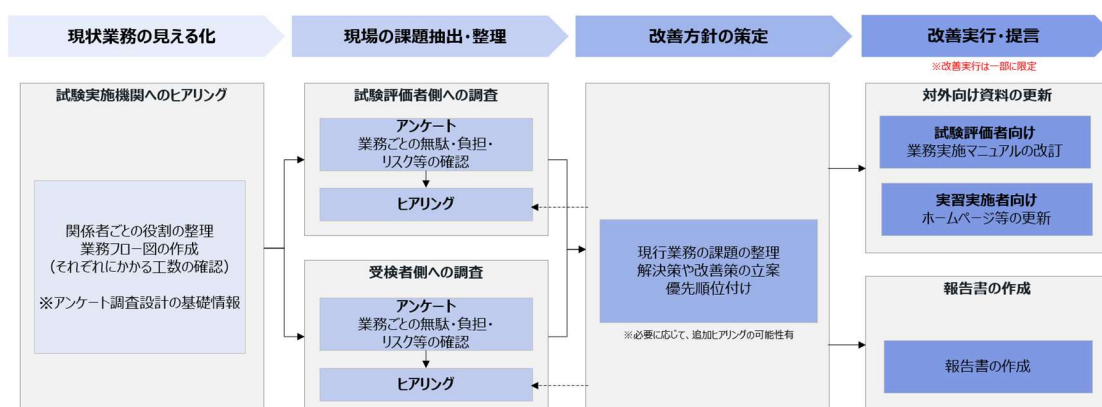 現状業務の見える化
現場の課題抽出・整理
改善方針の策定
改善実行・提言
※改善実行は一部に限定
試験実施機関へのヒアリング
関係者ごとの役割の整理
業務フロー図の作成
（それぞれにかかる工数の確認）
※アンケート調査設計の基礎情報
試験評価者側への調査
アンケート
業務ごとの無駄・負担・
リスク等の確認
ヒアリング
受検者側への調査
アンケート
業務ごとの無駄・負担・
リスク等の確認
ヒアリング
現行業務の課題の整理
解決策や改善策の立案
優先順位付け
※必要に応じて、追加ヒアリングの可能性有
対外向け資料の更新
試験評価者向け
業務実施マニュアルの改訂
実習実施者向け
ホームページ等の更新
報告書の作成
報告書の作成